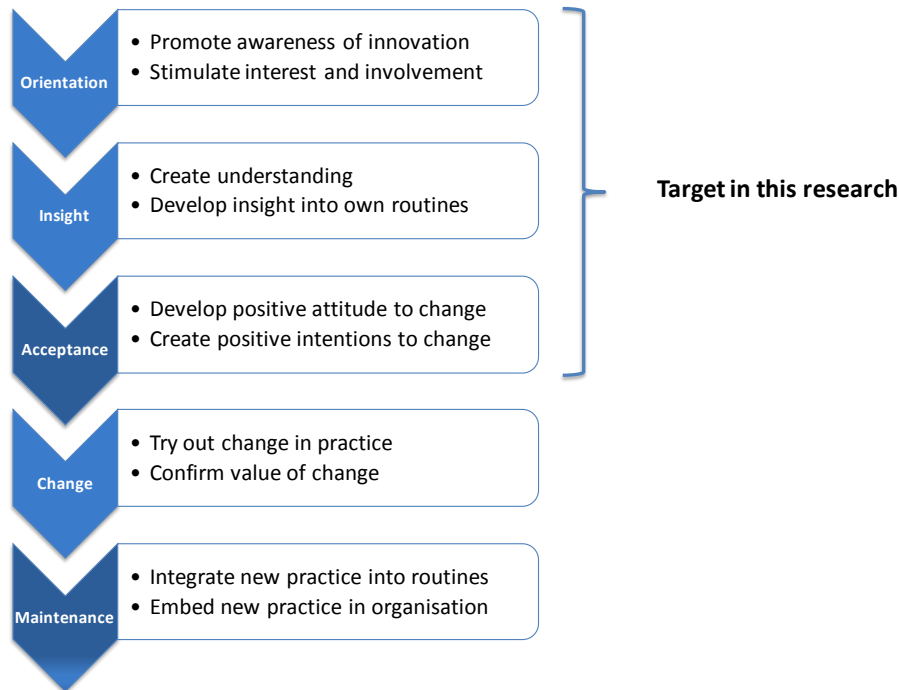 Orientation
• Promote awareness of innovation
• Stimulate interest and involvement
Insight
• Create understanding
• Develop insight into own routines
Target in this research
Acceptance
• Develop positive attitude to change
• Create positive intentions to change
Change
• Try out change in practice
• Confirm value of change
Maintenance
• Integrate new practice into routines
• Embed new practice in organisation